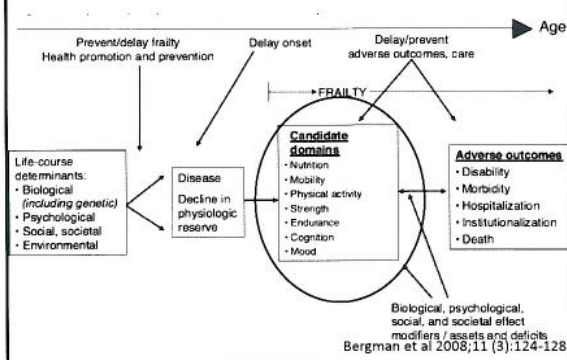 Age
Prevent/delay frailty
Health promotion and prevention
Delay onset
Delay/prevent
adverse outcomes, care
FRAILTY
Life-course
determinants:
• Biological
(including genetic)
• Psychological
• Social, societal
• Environmental
Disease
Decline in
physiologic
reserve
Candidate
domains
• Nutrition
• Mobility
• Physical activity
• Strength
• Endurance
• Cognition
• Mood
Adverse outcomes
• Disability
• Morbidity
• Hospitalization
• Institutionalization
• Death
Biological, psychological,
social, and societal effect
modifiers / assets and deficits
Bergman et al 2008;11 (3):124-128